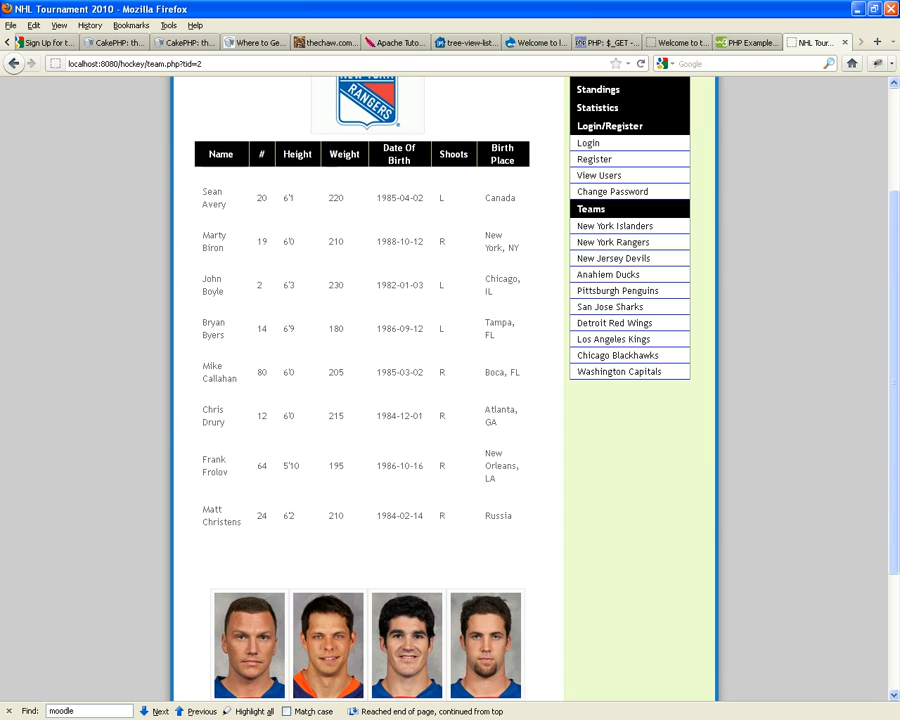 NHL Tournament 2010 - Mozilla Firefox
File Edit View History Bookmarks Tools Help
Sign Up for t... CakePHP: th... CakePHP: th... Where to Ge... thechaw.com... Apache Tuto... tree-view-list... Welcome to l... PHP: $_GET - ... Welcome to t... PHP Example... NHL Tour...
localhost:8080/hockey/team.php?tid=2
Google
NEW YORK
RANGERS
Standings
Statistics
Login/Register
Login
Register
View Users
Change Password
Teams
New York Islanders
New York Rangers
New Jersey Devils
Anahiem Ducks
Pittsburgh Penguins
San Jose Sharks
Detroit Red Wings
Los Angeles Kings
Chicago Blackhawks
Washington Capitals
Name # Height Weight Date Of Birth Shoots Birth Place
Sean Avery 20 6'1 220 1985-04-02 L Canada
Marty Biron 19 6'0 210 1988-10-12 R New York, NY
John Boyle 2 6'3 230 1982-01-03 L Chicago, IL
Bryan Byers 14 6'9 180 1986-09-12 L Tampa, FL
Mike Callahan 80 6'0 205 1985-03-02 R Boca, FL
Chris Drury 12 6'0 215 1984-12-01 R Atlanta, GA
Frank Frolov 64 5'10 195 1986-10-16 R New Orleans, LA
Matt Christens 24 6'2 210 1984-02-14 R Russia
Find: moodle Next Previous Highlight all Match case Reached end of page, continued from top